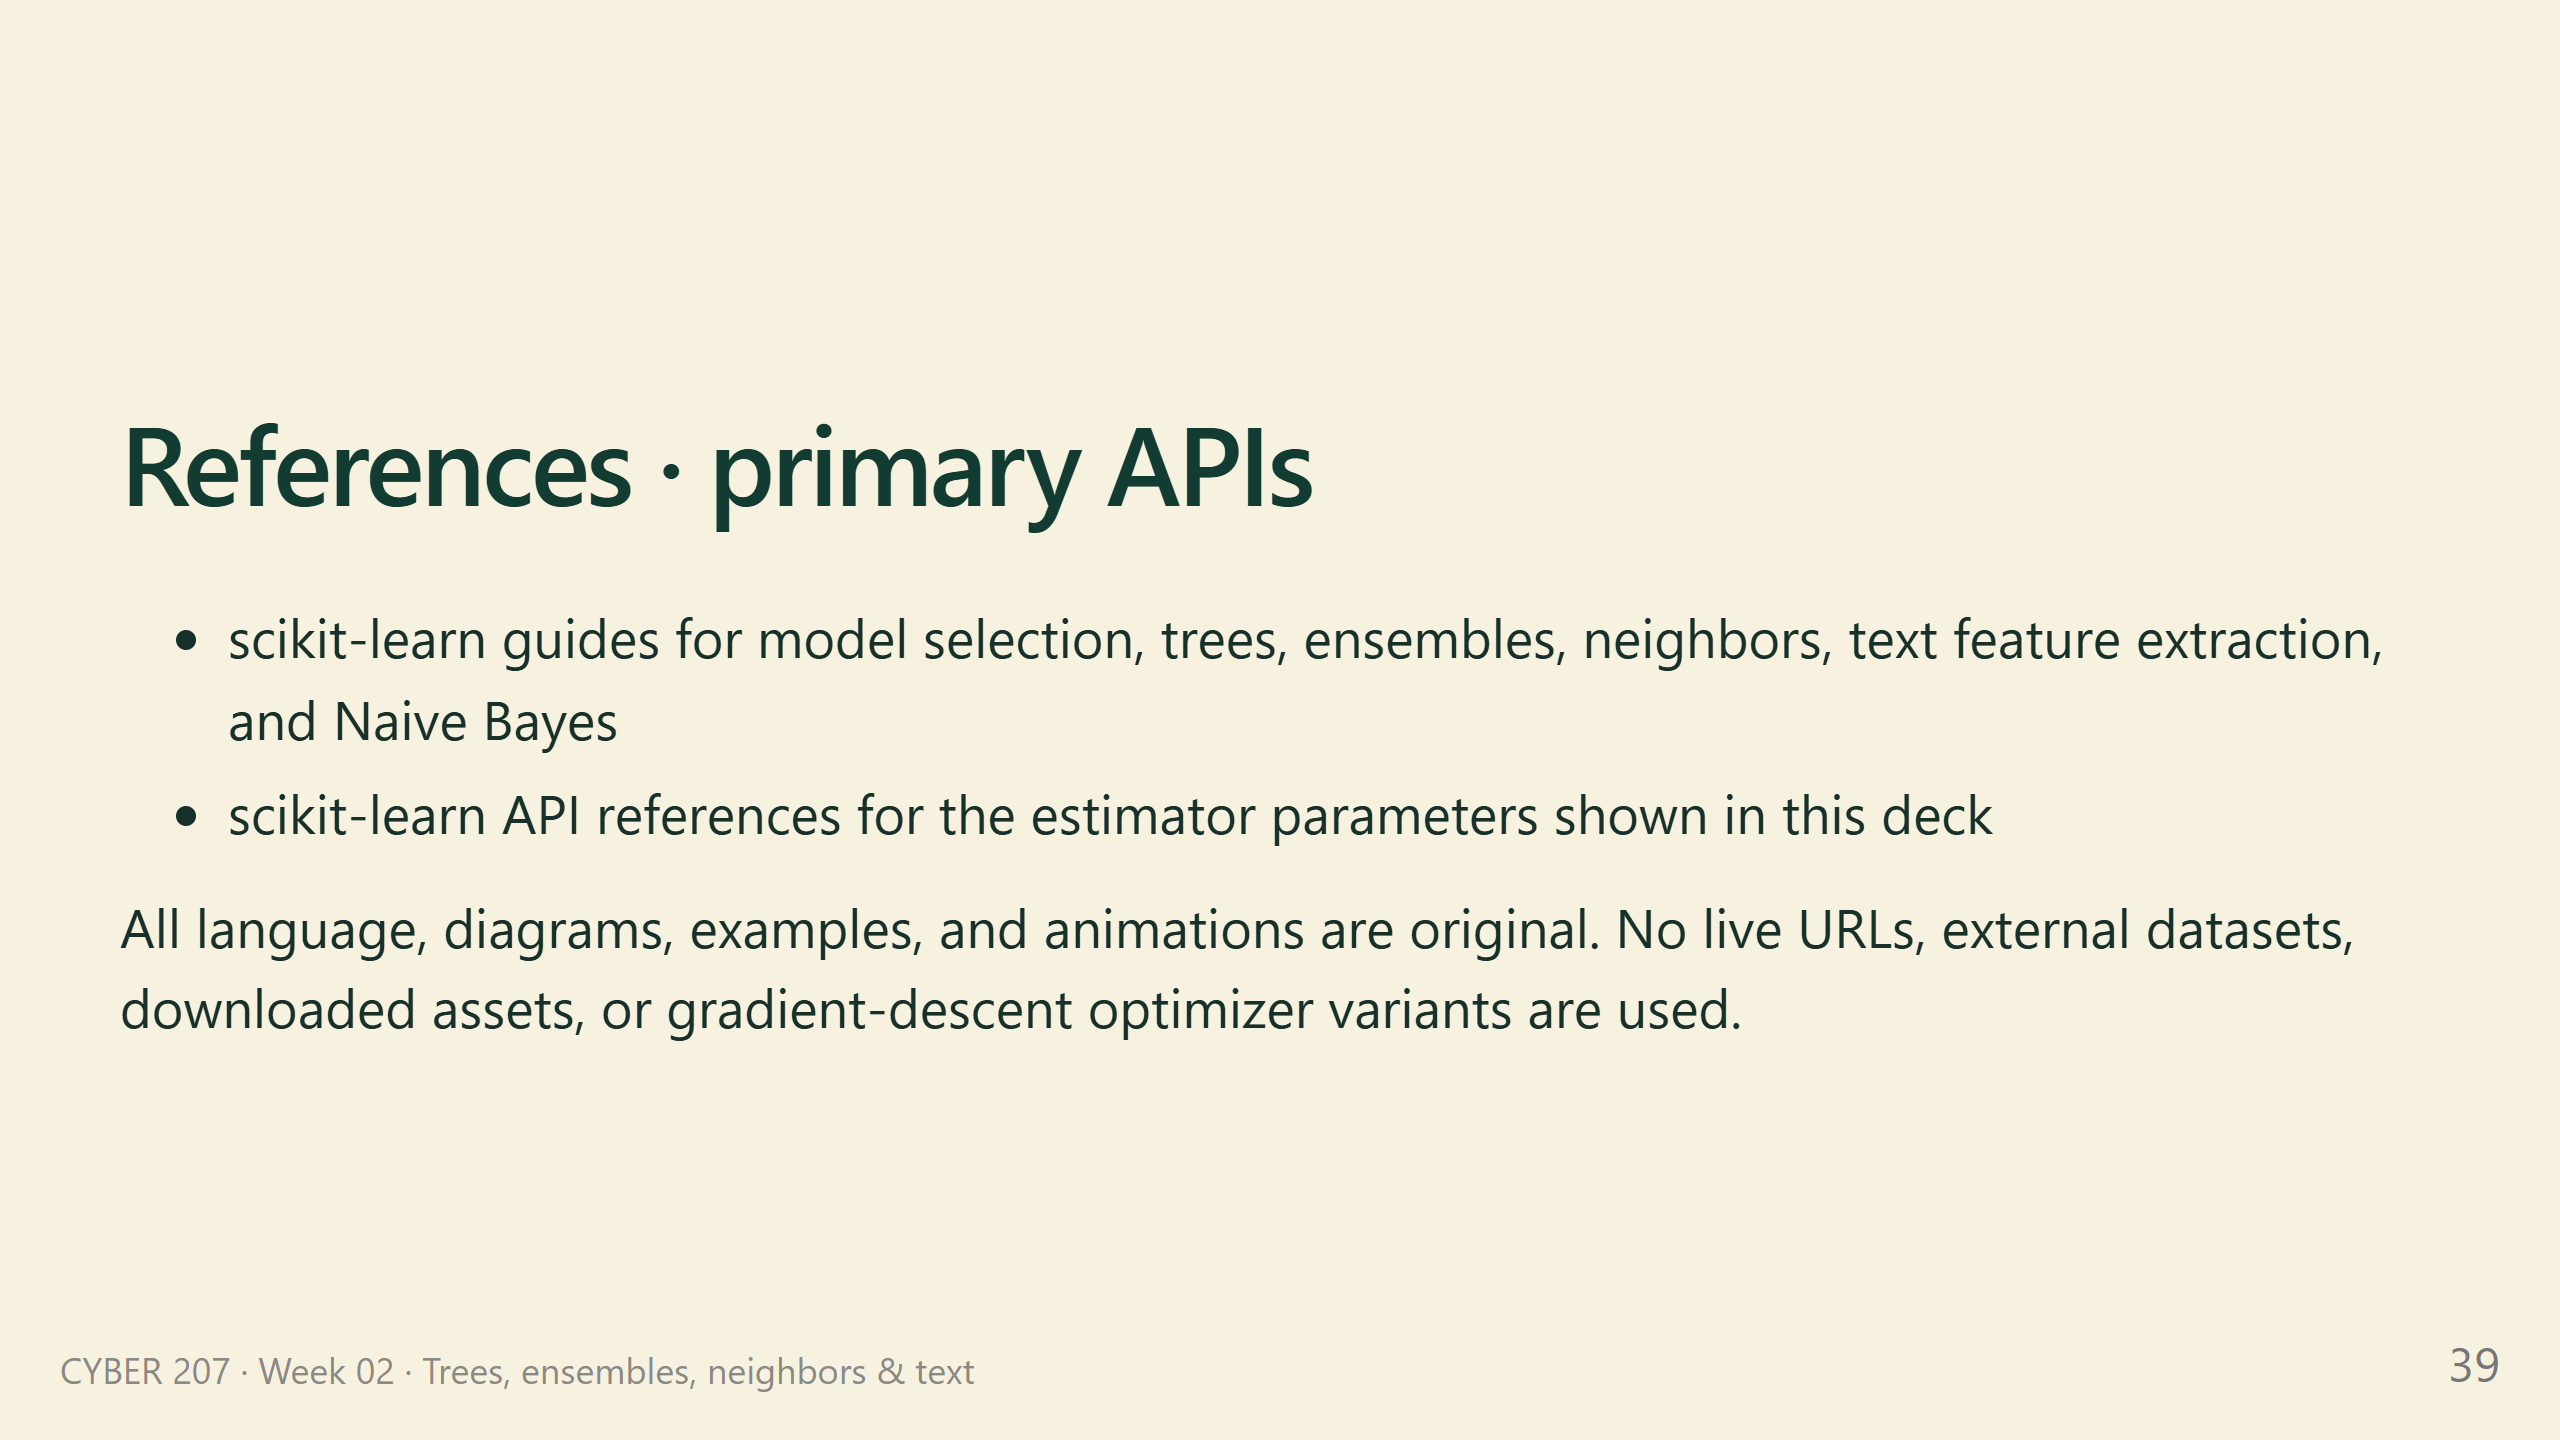 References · primary APIs
• scikit-learn guides for model selection, trees, ensembles, neighbors, text feature extraction,
and Naive Bayes
• scikit-learn API references for the estimator parameters shown in this deck
All language, diagrams, examples, and animations are original. No live URLs, external datasets,
downloaded assets, or gradient-descent optimizer variants are used.
CYBER 207 · Week 02 · Trees, ensembles, neighbors & text
39